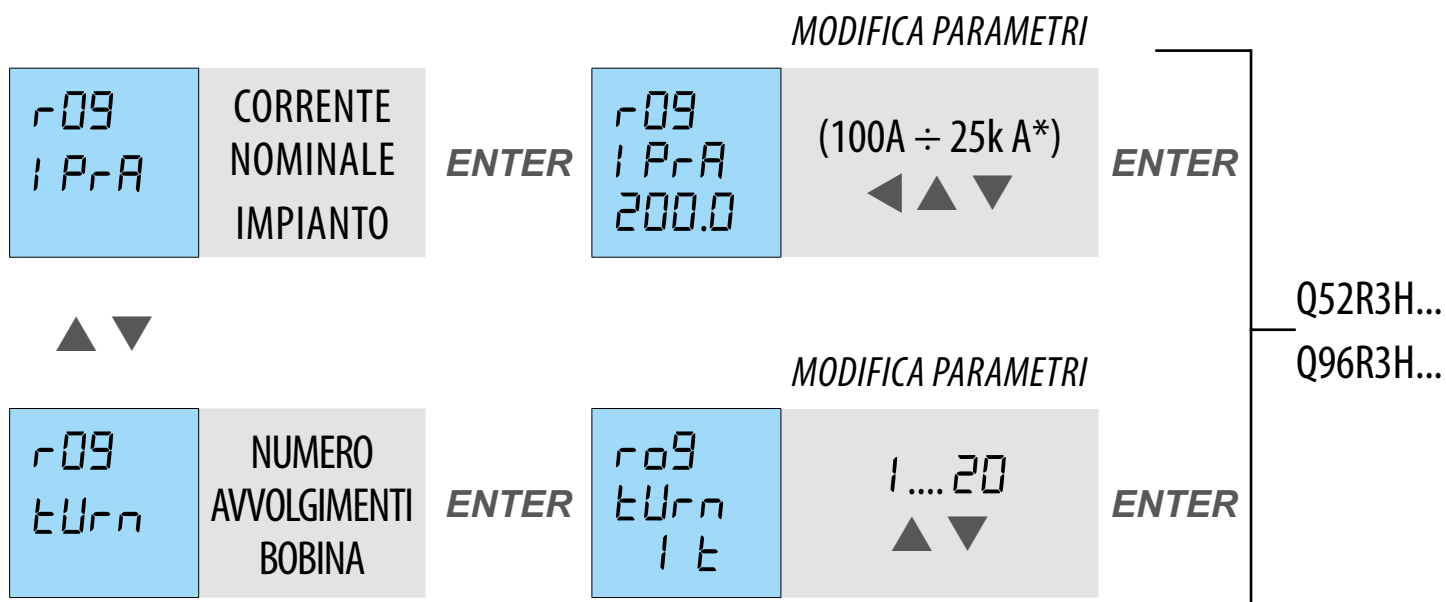 MODIFICA PARAMETRI
r09
IPrA
CORRENTE
NOMINALE
IMPIANTO
ENTER
r09
IPrA
200.0
(100A ÷ 25k A*)
ENTER
Q52R3H...
Q96R3H...
MODIFICA PARAMETRI
r09
tUrn
NUMERO
AVVOLGIMENTI
BOBINA
ENTER
ro9
tUrn
1 t
1....20
ENTER